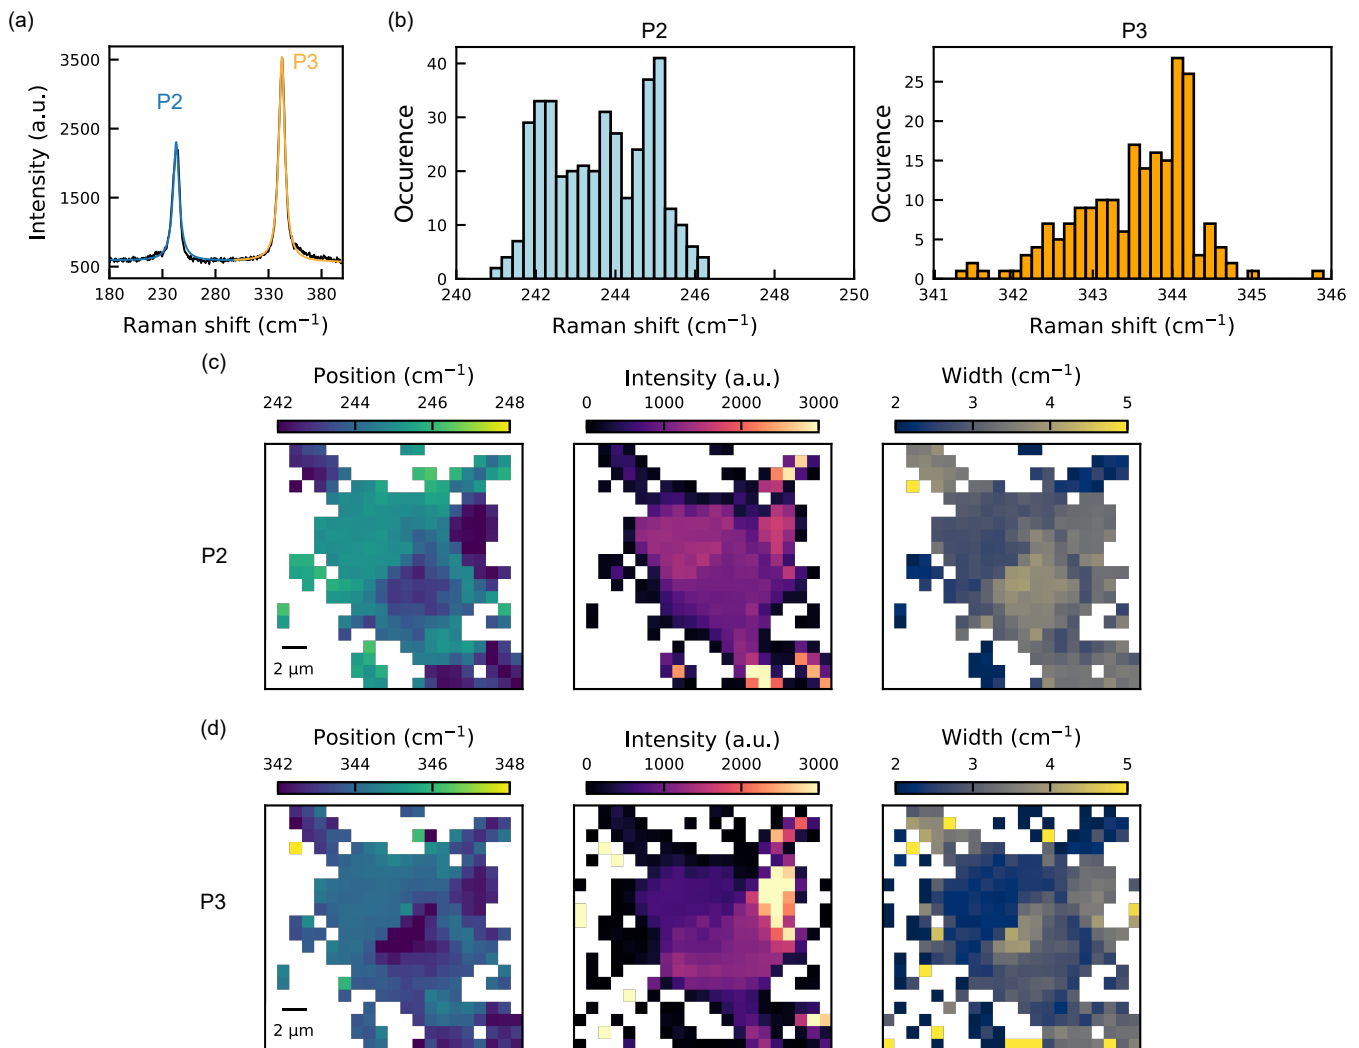 (a)
3500
2500
1500
500
Intensity (a.u.)
P2
P3
180 230 280 330 380
Raman shift (cm⁻¹)
(b)
P2
40
30
20
10
0
Occurence
240 242 244 246 248 250
Raman shift (cm⁻¹)
P3
25
20
15
10
5
0
Occurence
341 342 343 344 345 346
Raman shift (cm⁻¹)
(c)
Position (cm⁻¹)
242 244 246 248
Intensity (a.u.)
0 1000 2000 3000
Width (cm⁻¹)
2 3 4 5
P2
2 μm
(d)
Position (cm⁻¹)
342 344 346 348
Intensity (a.u.)
0 1000 2000 3000
Width (cm⁻¹)
2 3 4 5
P3
2 μm